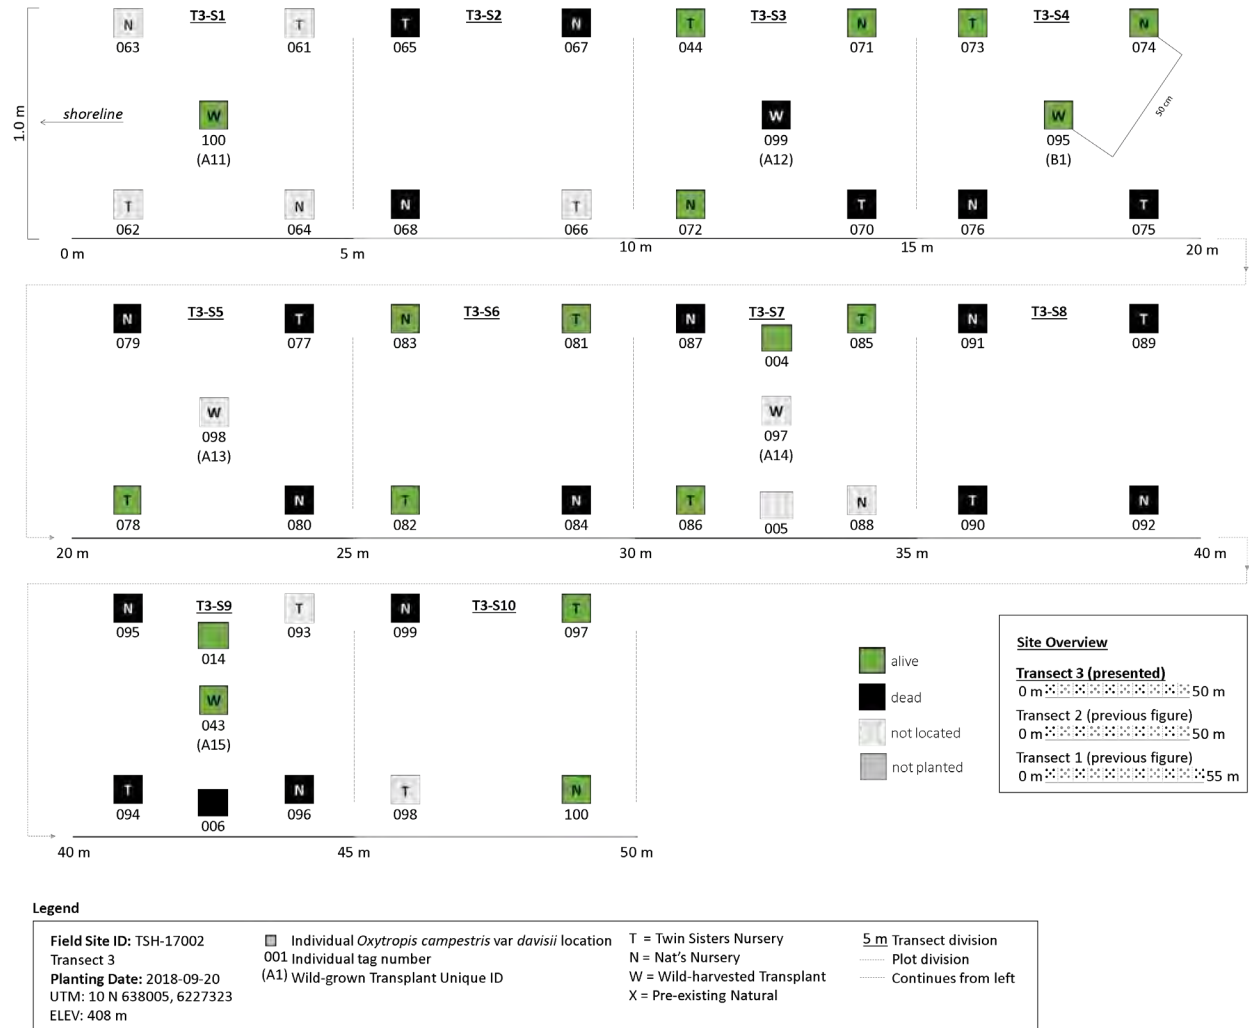 N T3-S1 T T T3-S2 N T T3-S3 N T T3-S4 N
063 061 065 067 044 071 073 074
1.0 m
shoreline
W W W
50 cm
100 099 095
(A11) (A12) (B1)
T N N T N T N T
062 064 068 066 072 070 076 075
0 m 5 m 10 m 15 m 20 m
N T3-S5 T N T3-S6 T N T3-S7 T N T3-S8 T
079 077 083 081 087 085 091 089
004
W W
098 097
(A13) (A14)
T N T N T N T N
078 080 082 084 086 005 088 090 092
20 m 25 m 30 m 35 m 40 m
N T3-S9 T N T3-S10 T
095 093 099 097
014
W
043
(A15)
T N T N
094 006 096 098 100
40 m 45 m 50 m
alive
dead
not located
not planted
Site Overview
Transect 3 (presented)
0 m 50 m
Transect 2 (previous figure)
0 m 50 m
Transect 1 (previous figure)
0 m 55 m
Legend
Field Site ID: TSH-17002
Transect 3
Planting Date: 2018-09-20
UTM: 10 N 638005, 6227323
ELEV: 408 m
Individual Oxytropis campestris var davisii location
001 Individual tag number
(A1) Wild-grown Transplant Unique ID
T = Twin Sisters Nursery
N = Nat's Nursery
W = Wild-harvested Transplant
X = Pre-existing Natural
5 m Transect division
Plot division
Continues from left